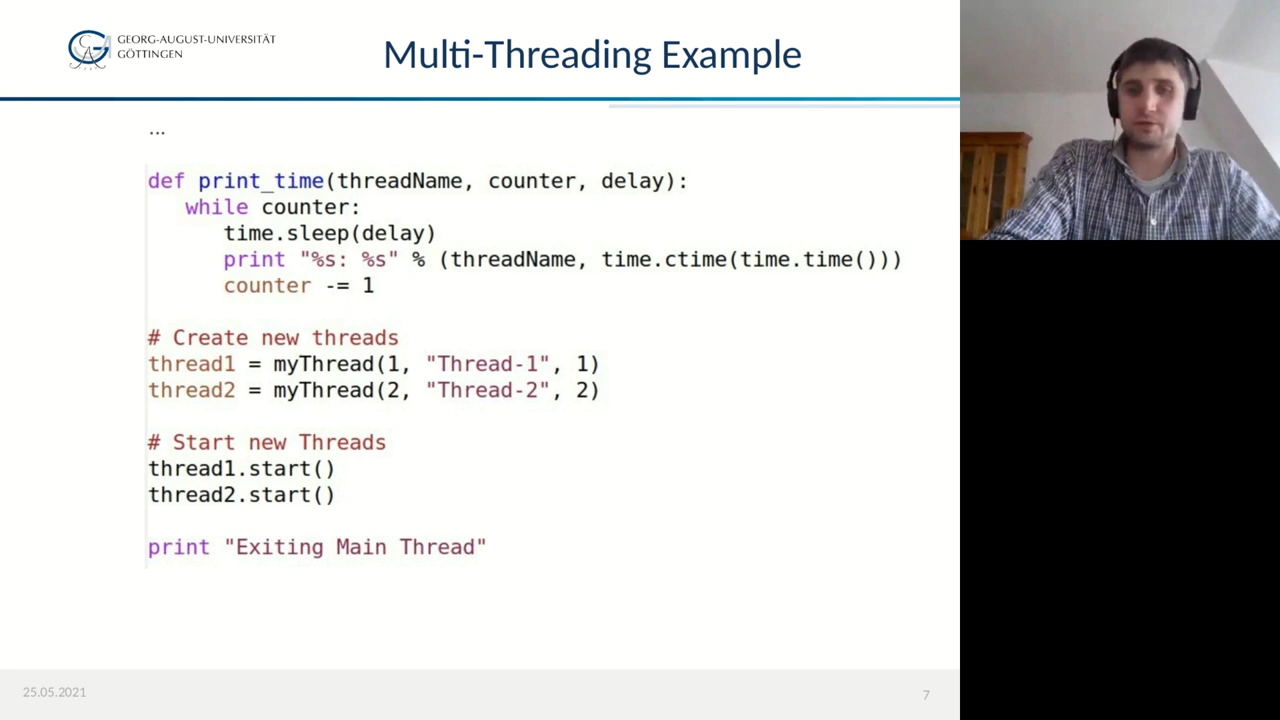 GEORG-AUGUST-UNIVERSITÄT
GÖTTINGEN
Multi-Threading Example
...
def print_time(threadName, counter, delay):
   while counter:
      time.sleep(delay)
      print "%s: %s" % (threadName, time.ctime(time.time()))
      counter -= 1
# Create new threads
thread1 = myThread(1, "Thread-1", 1)
thread2 = myThread(2, "Thread-2", 2)
# Start new Threads
thread1.start()
thread2.start()
print "Exiting Main Thread"
25.05.2021
7